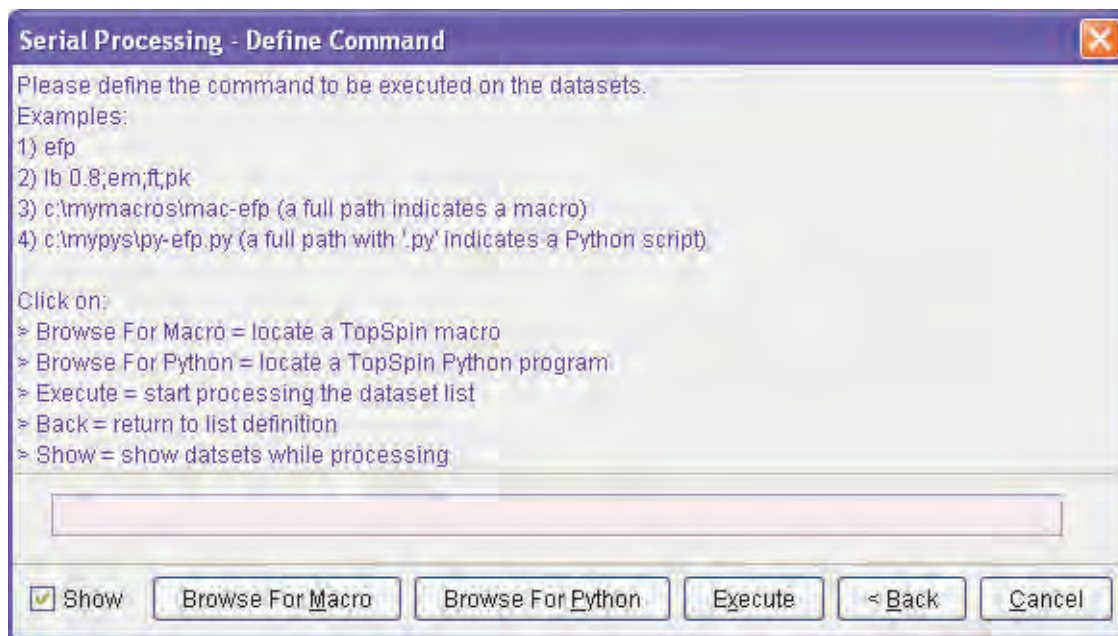 Serial Processing - Define Command
Please define the command to be executed on the datasets.
Examples:
1) efp
2) lb 0.8;em;ft;pk
3) c:\mymacros\mac-efp (a full path indicates a macro)
4) c:\mypys\py-efp.py (a full path with '.py' indicates a Python script)
Click on:
> Browse For Macro = locate a TopSpin macro
> Browse For Python = locate a TopSpin Python program
> Execute = start processing the dataset list
> Back = return to list definition
> Show = show datsets while processing
Show Browse For Macro Browse For Python Execute < Back Cancel